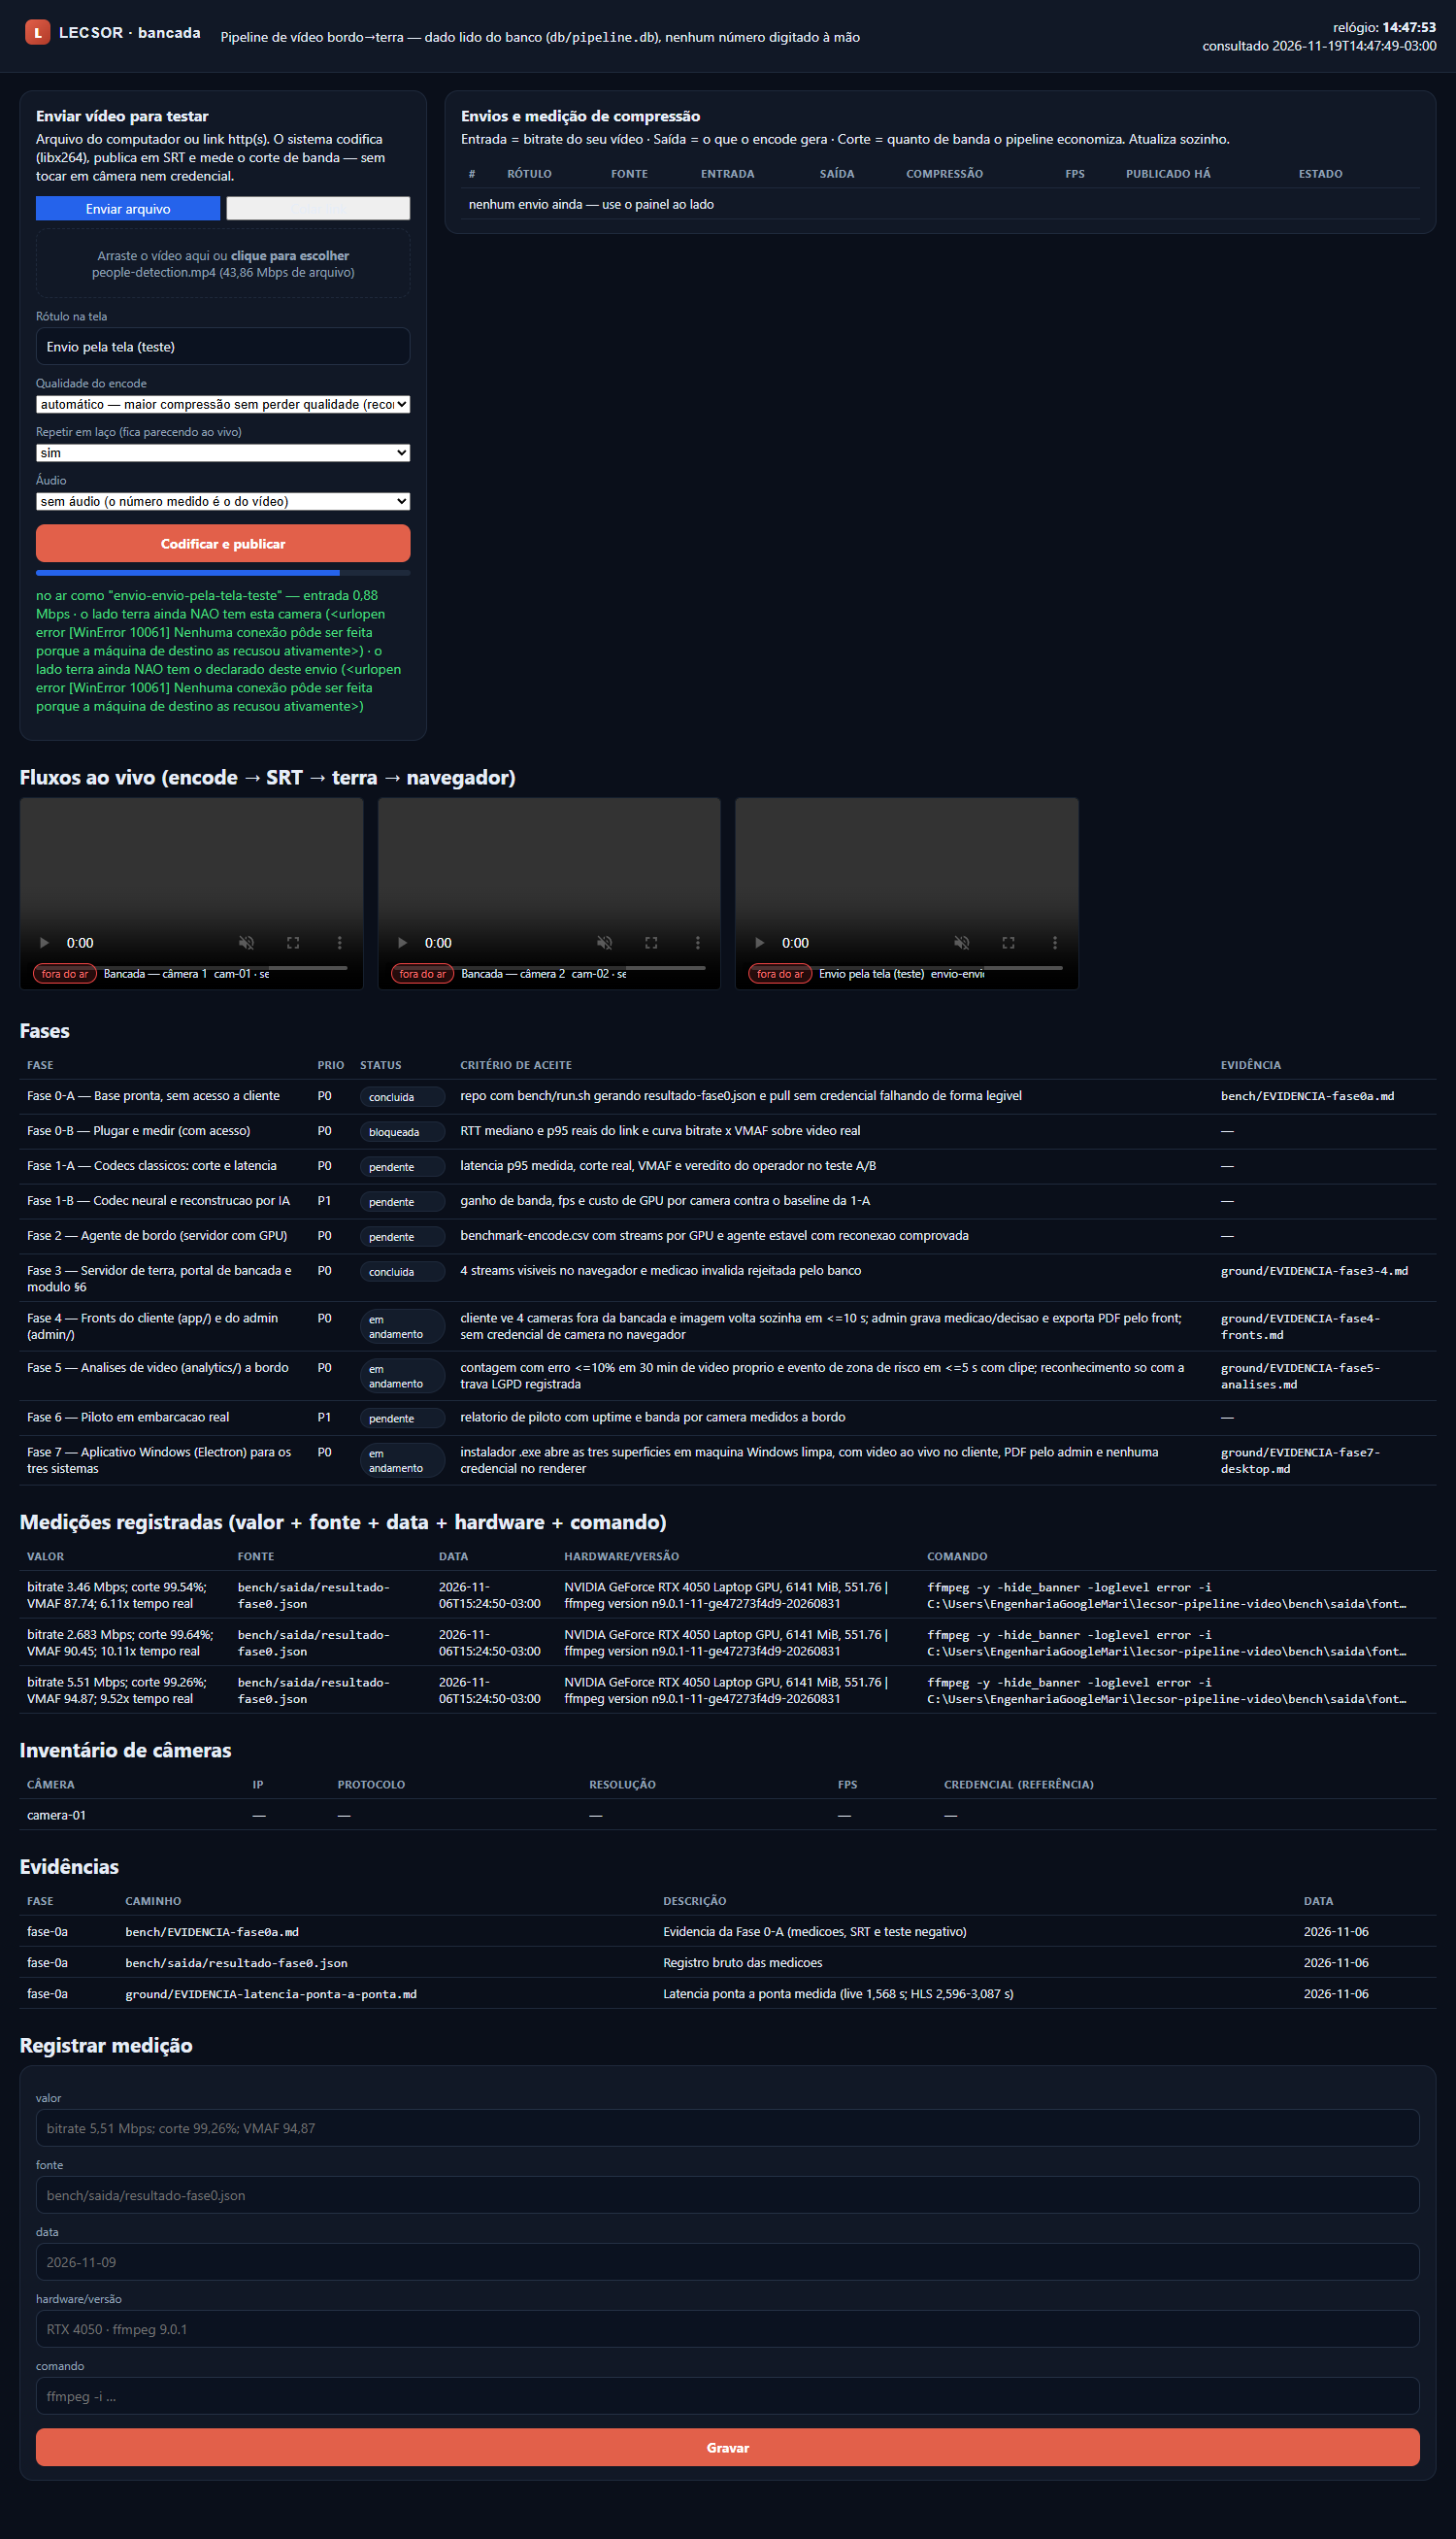 L LECSOR · bancada
Pipeline de vídeo bordo→terra — dado lido do banco (db/pipeline.db), nenhum número digitado à mão
relógio: 14:47:53
consultado 2026-11-19T14:47:49-03:00
Enviar vídeo para testar
Arquivo do computador ou link http(s). O sistema codifica
(libx264), publica em SRT e mede o corte de banda — sem
tocar em câmera nem credencial.
Enviar arquivo
Arraste o vídeo aqui ou clique para escolher
people-detection.mp4 (43,86 Mbps de arquivo)
Rótulo na tela
Envio pela tela (teste)
Qualidade do encode
automático — maior compressão sem perder qualidade (recor
Repetir em laço (fica parecendo ao vivo)
sim
Áudio
sem áudio (o número medido é o do vídeo)
Codificar e publicar
no ar como "envio-envio-pela-tela-teste" — entrada 0,88
Mbps · o lado terra ainda NAO tem esta camera (<urlopen
error [WinError 10061] Nenhuma conexão pôde ser feita
porque a máquina de destino as recusou ativamente>) · o
lado terra ainda NAO tem o declarado deste envio (<urlopen
error [WinError 10061] Nenhuma conexão pôde ser feita
porque a máquina de destino as recusou ativamente>)
Envios e medição de compressão
Entrada = bitrate do seu vídeo · Saída = o que o encode gera · Corte = quanto de banda o pipeline economiza. Atualiza sozinho.
# RÓTULO FONTE ENTRADA SAÍDA COMPRESSÃO FPS PUBLICADO HÁ ESTADO
nenhum envio ainda — use o painel ao lado
Fluxos ao vivo (encode → SRT → terra → navegador)
0:00
fora do ar Bancada — câmera 1 cam-01 · se
0:00
fora do ar Bancada — câmera 2 cam-02 · se
0:00
fora do ar Envio pela tela (teste) envio-envi
Fases
FASE PRIO STATUS CRITÉRIO DE ACEITE EVIDÊNCIA
Fase 0-A — Base pronta, sem acesso a cliente P0 concluida repo com bench/run.sh gerando resultado-fase0.json e pull sem credencial falhando de forma legivel bench/EVIDENCIA-fase0a.md
Fase 0-B — Plugar e medir (com acesso) P0 bloqueada RTT mediano e p95 reais do link e curva bitrate x VMAF sobre video real —
Fase 1-A — Codecs classicos: corte e latencia P0 pendente latencia p95 medida, corte real, VMAF e veredito do operador no teste A/B —
Fase 1-B — Codec neural e reconstrucao por IA P1 pendente ganho de banda, fps e custo de GPU por camera contra o baseline da 1-A —
Fase 2 — Agente de bordo (servidor com GPU) P0 pendente benchmark-encode.csv com streams por GPU e agente estavel com reconexao comprovada —
Fase 3 — Servidor de terra, portal de bancada e P0 concluida 4 streams visiveis no navegador e medicao invalida rejeitada pelo banco ground/EVIDENCIA-fase3-4.md
modulo §6
Fase 4 — Fronts do cliente (app/) e do admin P0 em cliente ve 4 cameras fora da bancada e imagem volta sozinha em <=10 s; admin grava medicao/decisao e exporta PDF pelo front; ground/EVIDENCIA-fase4-
(admin/) andamento sem credencial de camera no navegador fronts.md
Fase 5 — Analises de video (analytics/) a bordo P0 em contagem com erro <=10% em 30 min de video proprio e evento de zona de risco em <=5 s com clipe; reconhecimento so com a ground/EVIDENCIA-fase5-
andamento trava LGPD registrada analises.md
Fase 6 — Piloto em embarcacao real P1 pendente relatorio de piloto com uptime e banda por camera medidos a bordo —
Fase 7 — Aplicativo Windows (Electron) para os P0 em instalador .exe abre as tres superficies em maquina Windows limpa, com video ao vivo no cliente, PDF pelo admin e nenhuma ground/EVIDENCIA-fase7-
tres sistemas andamento credencial no renderer desktop.md
Medições registradas (valor + fonte + data + hardware + comando)
VALOR FONTE DATA HARDWARE/VERSÃO COMANDO
bitrate 3.46 Mbps; corte 99.54%; bench/saida/resultado- 2026-11- NVIDIA GeForce RTX 4050 Laptop GPU, 6141 MiB, 551.76 | ffmpeg -y -hide_banner -loglevel error -i
VMAF 87.74; 6.11x tempo real fase0.json 06T15:24:50-03:00 ffmpeg version n9.0.1-11-ge47273f4d9-20260831 C:\Users\EngenhariaGoogleMari\lecsor-pipeline-video\bench\saida\font…
bitrate 2.683 Mbps; corte 99.64%; bench/saida/resultado- 2026-11- NVIDIA GeForce RTX 4050 Laptop GPU, 6141 MiB, 551.76 | ffmpeg -y -hide_banner -loglevel error -i
VMAF 90.45; 10.11x tempo real fase0.json 06T15:24:50-03:00 ffmpeg version n9.0.1-11-ge47273f4d9-20260831 C:\Users\EngenhariaGoogleMari\lecsor-pipeline-video\bench\saida\font…
bitrate 5.51 Mbps; corte 99.26%; bench/saida/resultado- 2026-11- NVIDIA GeForce RTX 4050 Laptop GPU, 6141 MiB, 551.76 | ffmpeg -y -hide_banner -loglevel error -i
VMAF 94.87; 9.52x tempo real fase0.json 06T15:24:50-03:00 ffmpeg version n9.0.1-11-ge47273f4d9-20260831 C:\Users\EngenhariaGoogleMari\lecsor-pipeline-video\bench\saida\font…
Inventário de câmeras
CÂMERA IP PROTOCOLO RESOLUÇÃO FPS CREDENCIAL (REFERÊNCIA)
camera-01 — — — — —
Evidências
FASE CAMINHO DESCRIÇÃO DATA
fase-0a bench/EVIDENCIA-fase0a.md Evidencia da Fase 0-A (medicoes, SRT e teste negativo) 2026-11-06
fase-0a bench/saida/resultado-fase0.json Registro bruto das medicoes 2026-11-06
fase-0a ground/EVIDENCIA-latencia-ponta-a-ponta.md Latencia ponta a ponta medida (live 1,568 s; HLS 2,596-3,087 s) 2026-11-06
Registrar medição
valor
bitrate 5,51 Mbps; corte 99,26%; VMAF 94,87
fonte
bench/saida/resultado-fase0.json
data
2026-11-09
hardware/versão
RTX 4050 · ffmpeg 9.0.1
comando
ffmpeg -i ...
Gravar